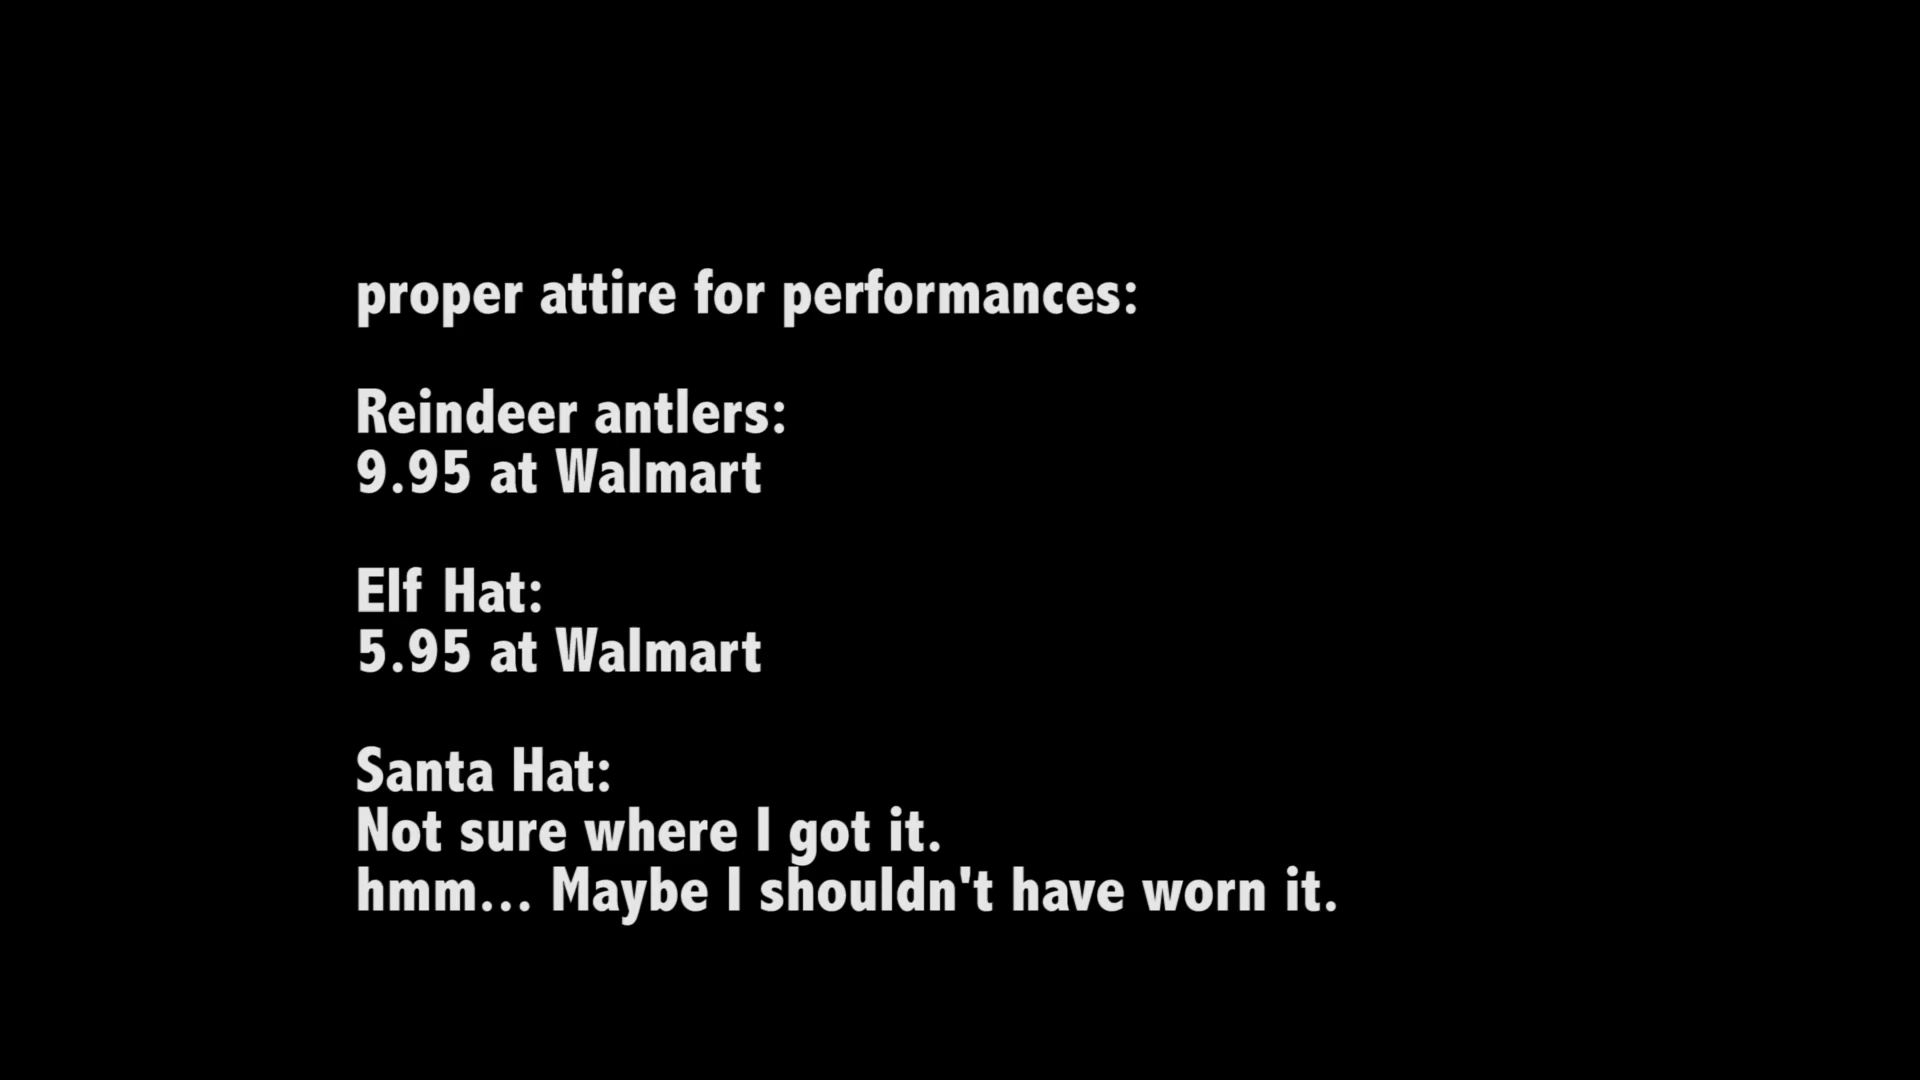 proper attire for performances:
Reindeer antlers:
9.95 at Walmart
Elf Hat:
5.95 at Walmart
Santa Hat:
Not sure where I got it.
hmm... Maybe I shouldn't have worn it.